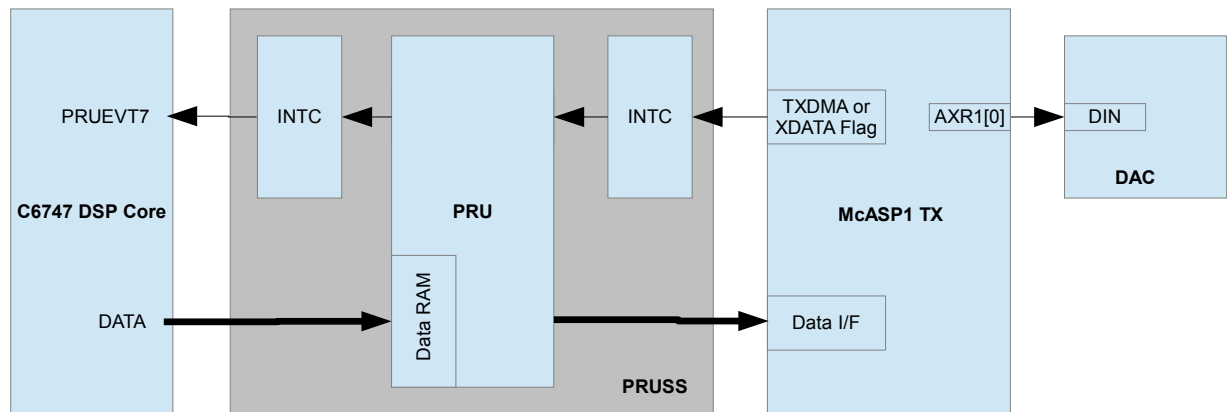 PRUEVT7
INTC
INTC
TXDMA or
XDATA Flag
AXR1[0]
DIN
DAC
C6747 DSP Core
PRU
McASP1 TX
Data RAM
DATA
Data I/F
PRUSS